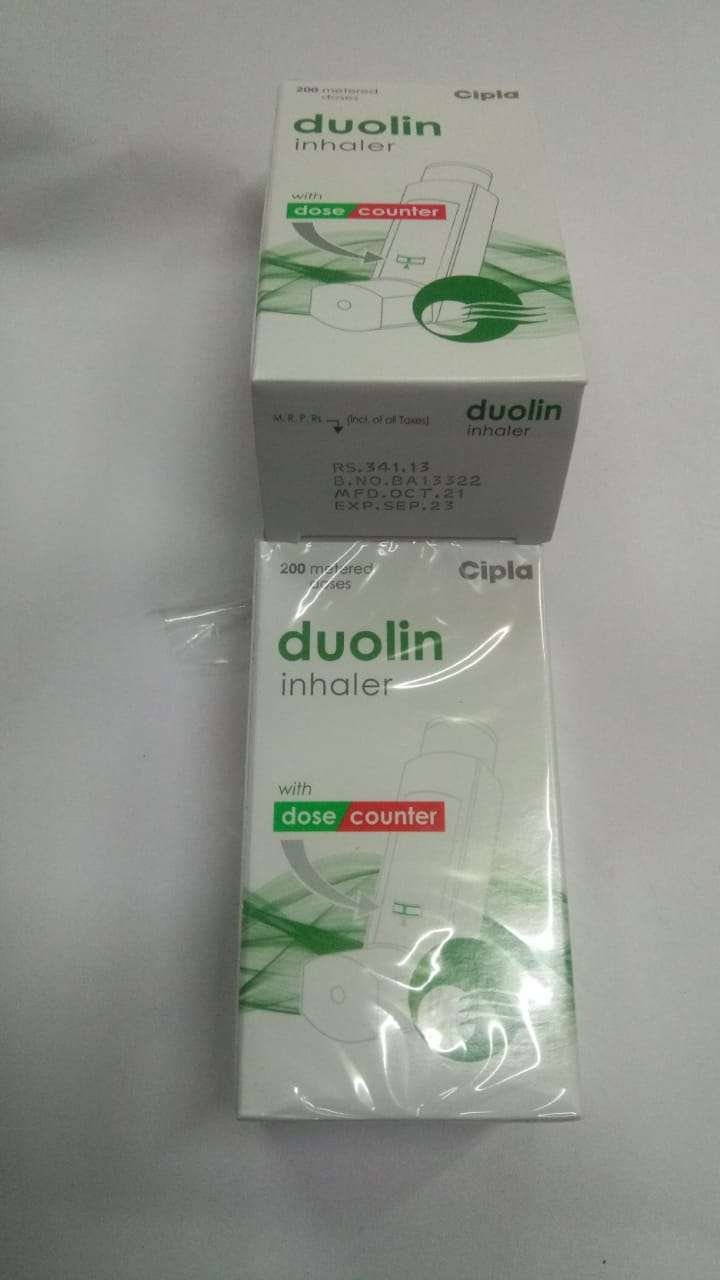 200 metered
doses
Cipla
duolin
inhaler
with
dose counter
M. R. P. Rs. (Incl. of all Taxes)
duolin
inhaler
RS.341.13
B.NO.BA13322
MFD.OCT.21
EXP.SEP.23
200 metered
doses
Cipla
duolin
inhaler
with
dose counter